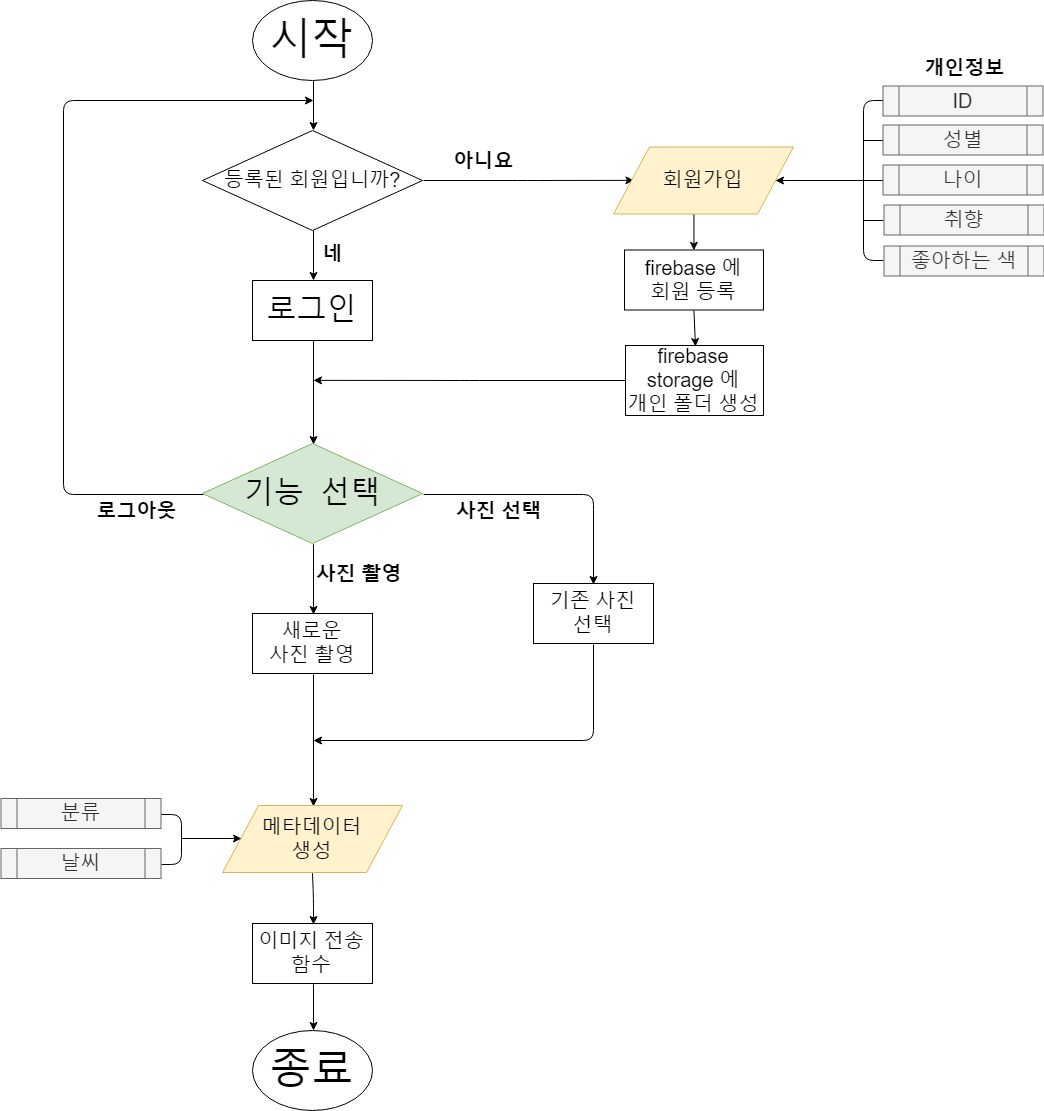 시작
개인정보
ID
성별
나이
취향
좋아하는 색
등록된 회원입니까?
아니요
회원가입
네
firebase 에
회원 등록
로그인
firebase
storage 에
개인 폴더 생성
기능 선택
로그아웃
사진 선택
사진 촬영
기존 사진
선택
새로운
사진 촬영
분류
날씨
메타데이터
생성
이미지 전송
함수
종료